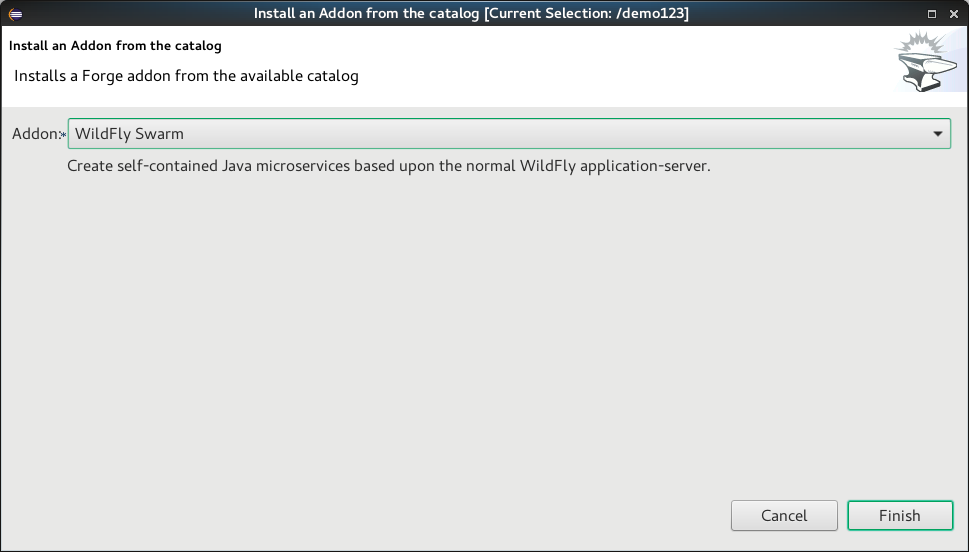 Install an Addon from the catalog [Current Selection: /demo123]
Install an Addon from the catalog
Installs a Forge addon from the available catalog
Addon:* WildFly Swarm
Create self-contained Java microservices based upon the normal WildFly application-server.
Cancel Finish